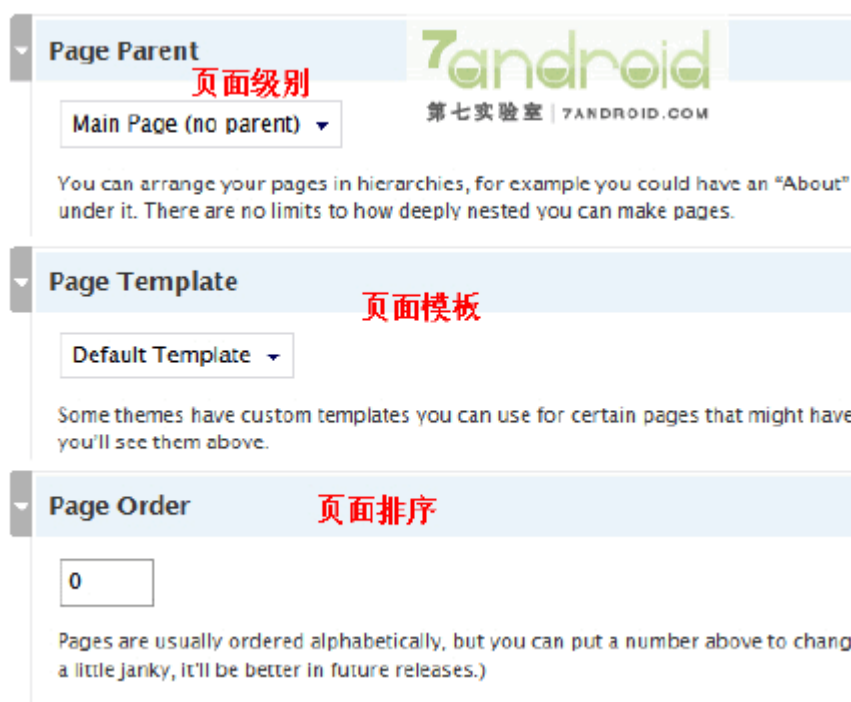 Page Parent
页面级别
7android
第七实验室 | 7ANDROID.COM
Main Page (no parent)
You can arrange your pages in hierarchies, for example you could have an “About”
under it. There are no limits to how deeply nested you can make pages.
Page Template
页面模板
Default Template
Some themes have custom templates you can use for certain pages that might have
you'll see them above.
Page Order
页面排序
0
Pages are usually ordered alphabetically, but you can put a number above to chang
a little janky, it'll be better in future releases.)